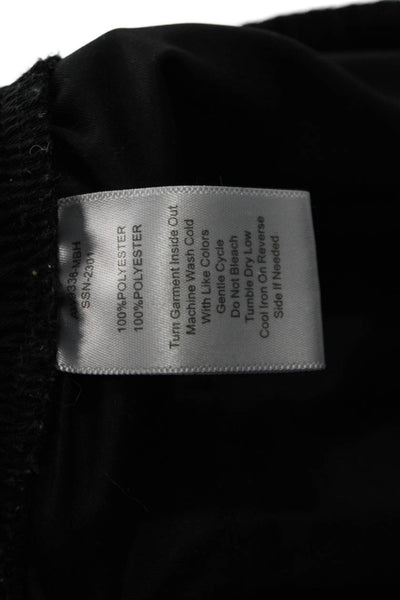 SSN-2301
100%POLYESTER
100%POLYESTER
Turn Garment Inside Out
Machine Wash Cold
With Like Colors
Gentle Cycle
Do Not Bleach
Tumble Dry Low
Cool Iron On Reverse
Side If Needed